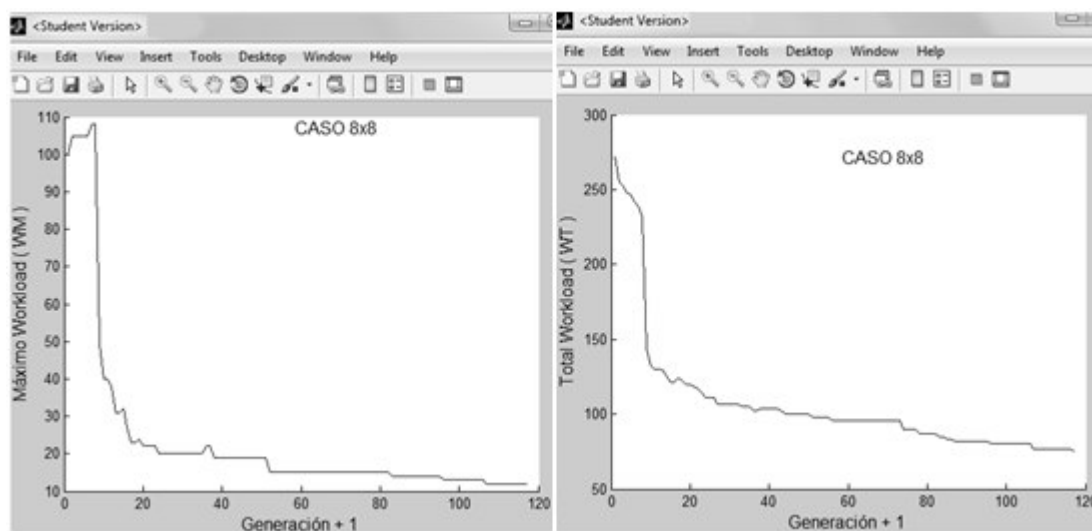 <Student Version>
File Edit View Insert Tools Desktop Window Help
CASO 8x8
110
100
90
80
70
60
50
40
30
20
10
0 20 40 60 80 100 120
Máximo Workload ( WM )
Generación + 1
<Student Version>
File Edit View Insert Tools Desktop Window Help
CASO 8x8
300
250
200
150
100
50
0 20 40 60 80 100 120
Total Workload ( WT )
Generación + 1